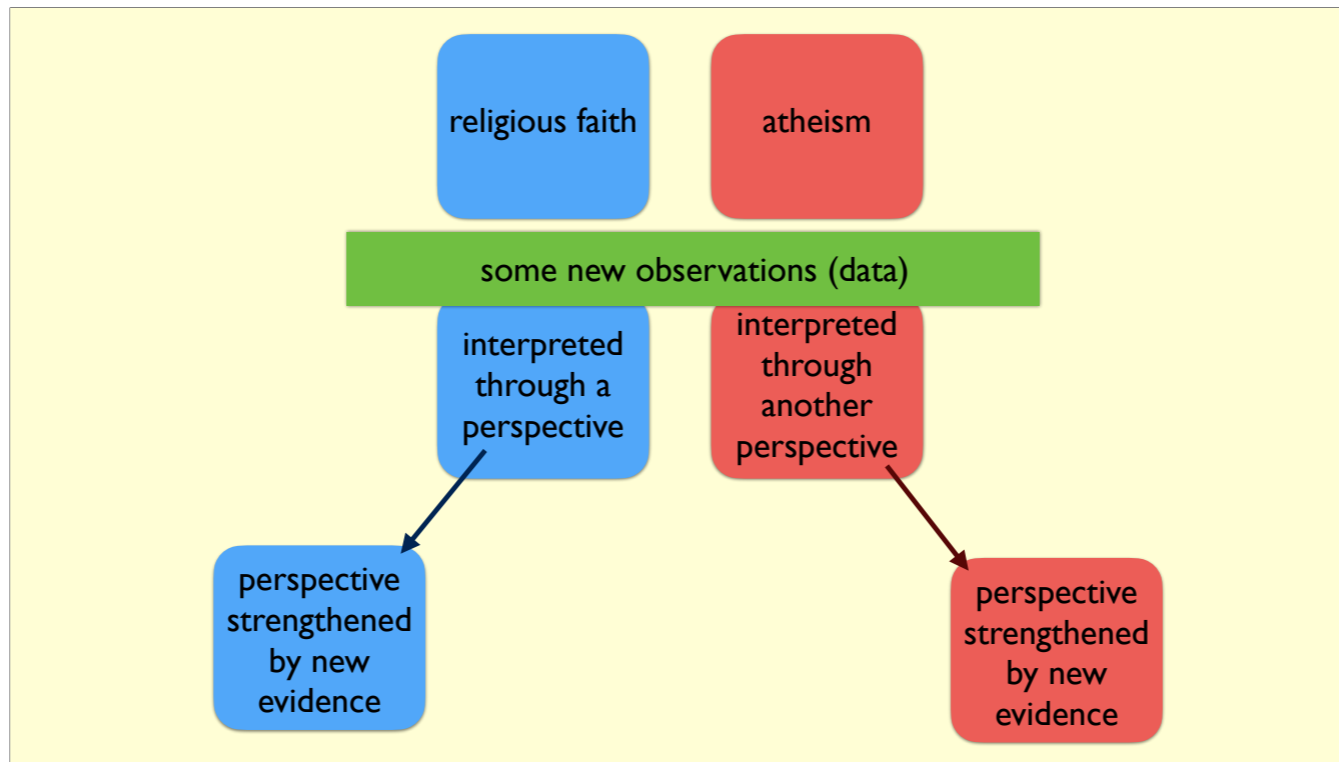 religious faith
atheism
some new observations (data)
interpreted
through a
perspective
interpreted
through
another
perspective
perspective
strengthened
by new
evidence
perspective
strengthened
by new
evidence